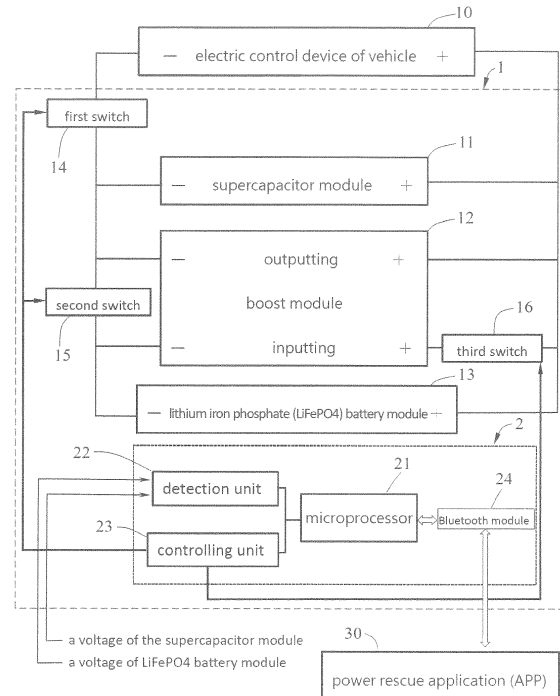 10
− electric control device of vehicle +
1
first switch
14
11
− supercapacitor module +
12
− outputting +
boost module
− inputting +
second switch
15
16
third switch
13
− lithium iron phosphate (LiFePO4) battery module +
2
22
detection unit
21
microprocessor
24
Bluetooth module
23
controlling unit
a voltage of the supercapacitor module
a voltage of LiFePO4 battery module
30
power rescue application (APP)